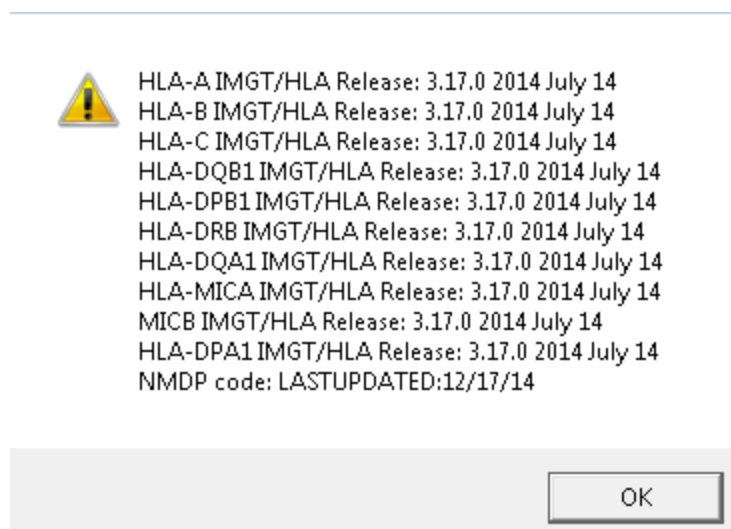 HLA-A IMGT/HLA Release: 3.17.0 2014 July 14
HLA-B IMGT/HLA Release: 3.17.0 2014 July 14
HLA-C IMGT/HLA Release: 3.17.0 2014 July 14
HLA-DQB1 IMGT/HLA Release: 3.17.0 2014 July 14
HLA-DPB1 IMGT/HLA Release: 3.17.0 2014 July 14
HLA-DRB IMGT/HLA Release: 3.17.0 2014 July 14
HLA-DQA1 IMGT/HLA Release: 3.17.0 2014 July 14
HLA-MICA IMGT/HLA Release: 3.17.0 2014 July 14
MICB IMGT/HLA Release: 3.17.0 2014 July 14
HLA-DPA1 IMGT/HLA Release: 3.17.0 2014 July 14
NMDP code: LASTUPDATED:12/17/14
OK